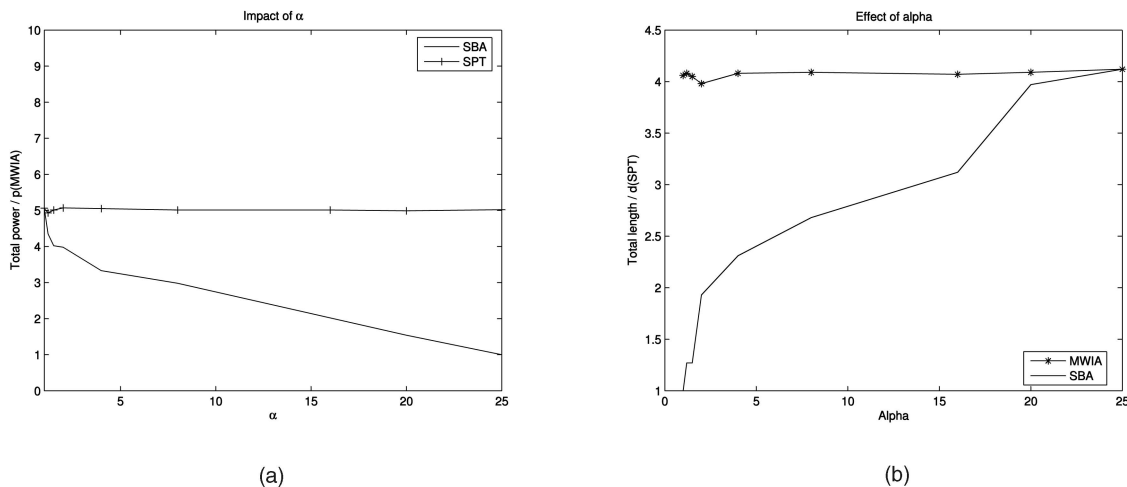 Impact of α
10
9
8
7
6
5
4
3
2
1
0
Total power / p(MWIA)
SBA
SPT
5
10
15
20
25
α
(a)
Effect of alpha
4.5
4
3.5
3
2.5
2
1.5
1
Total length / d(SPT)
MWIA
SBA
0
5
10
15
20
25
Alpha
(b)